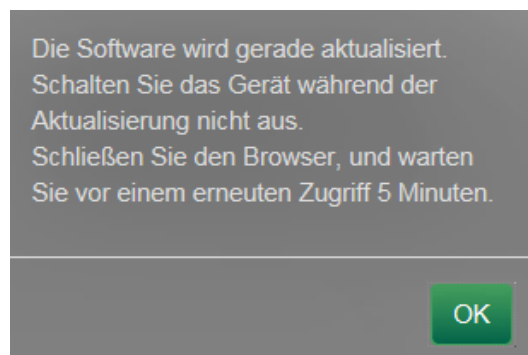 Die Software wird gerade aktualisiert.
Schalten Sie das Gerät während der
Aktualisierung nicht aus.
Schließen Sie den Browser, und warten
Sie vor einem erneuten Zugriff 5 Minuten.
OK